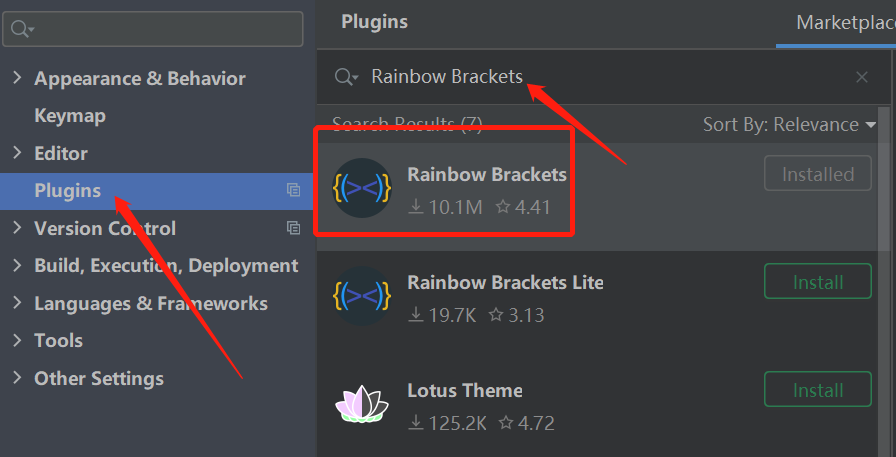 Appearance & Behavior
Keymap
Editor
Plugins
Version Control
Build, Execution, Deployment
Languages & Frameworks
Tools
Other Settings
Plugins
Marketplace
Rainbow Brackets
Search Results (7)
Sort By: Relevance
Rainbow Brackets
10.1M 4.41
Installed
Rainbow Brackets Lite
19.7K 3.13
Install
Lotus Theme
125.2K 4.72
Install